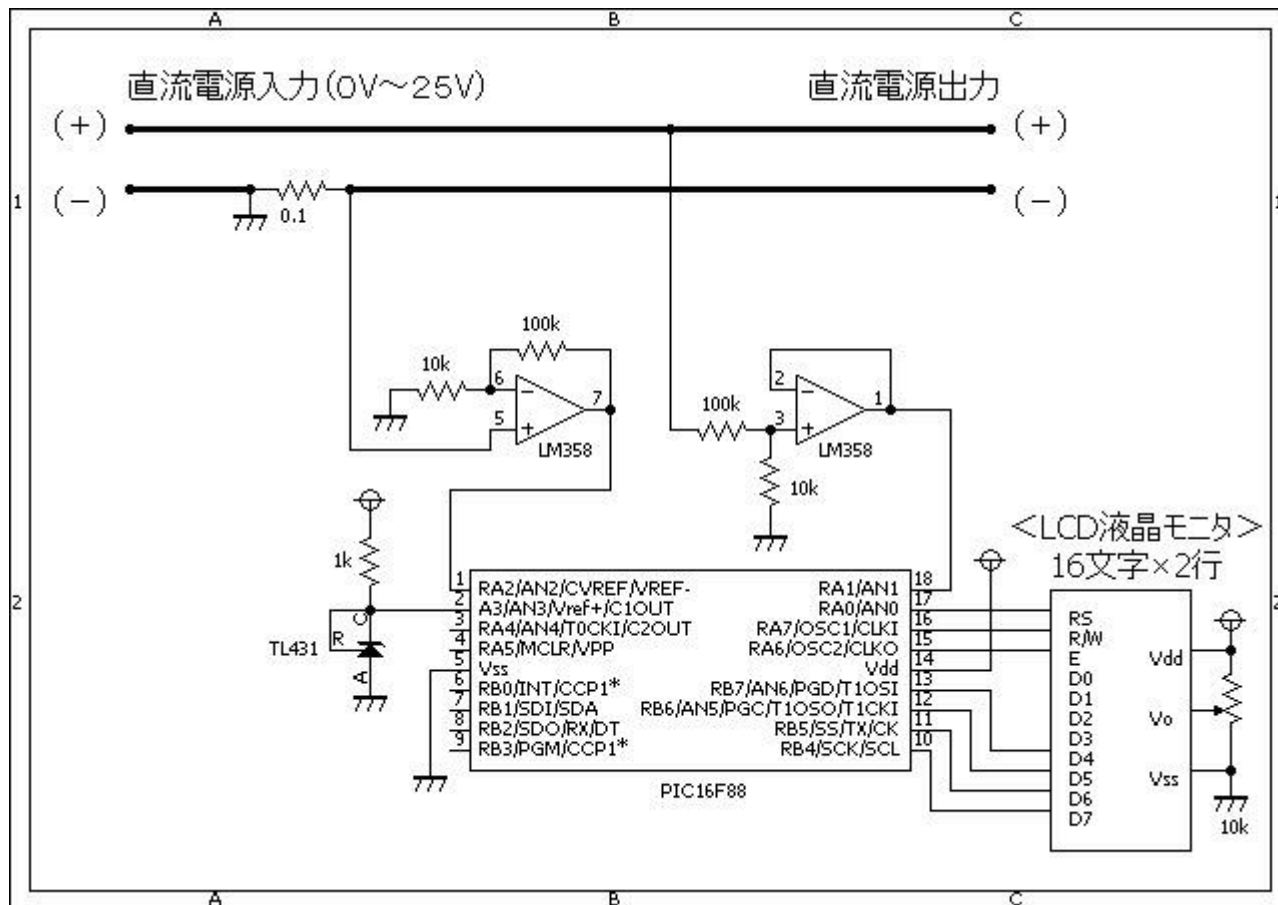 A B C
直流電源入力(0V～25V) 直流電源出力
(+) (+)
1 (-) (-) 1
0.1
100k
10k
6
7
5
LM358
2
1
100k
3
LM358
10k
1k
C
R
TL431
A
<LCD液晶モニタ>
16文字×2行
2 2
1 RA2/AN2/CVREF/VREF- RA1/AN1 18
2 A3/AN3/Vref+/C1OUT RA0/AN0 17
3 RA4/AN4/T0CKI/C2OUT RA7/OSC1/CLKI 16
4 RA5/MCLR/VPP RA6/OSC2/CLKO 15
5 Vss Vdd 14
6 RB0/INT/CCP1* RB7/AN6/PGD/T1OSI 13
7 RB1/SDI/SDA RB6/AN5/PGC/T1OSO/T1CKI 12
8 RB2/SDO/RX/DT RB5/SS/TX/CK 11
9 RB3/PGM/CCP1* RB4/SCK/SCL 10
PIC16F88
RS
R/W
E
D0
D1
D2
D3
D4
D5
D6
D7
Vdd
Vo
Vss
10k
A B C